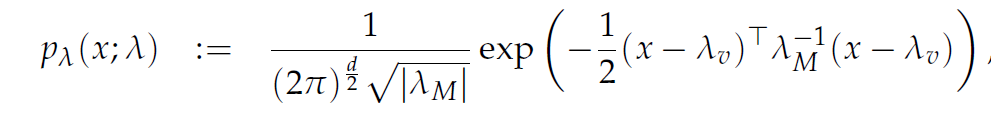 p_λ(x; λ) := 1 / ((2π)^{d/2} √|λ_M|) exp(−1/2 (x − λ_v)^⊤ λ_M^{−1} (x − λ_v)),